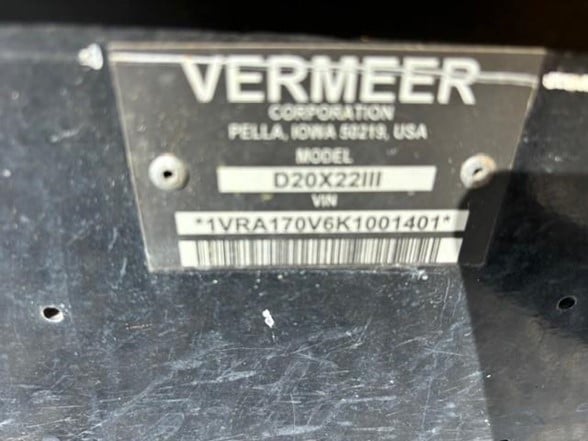 VERMEER
CORPORATION
PELLA, IOWA 50219, USA
MODEL
D20X22III
VIN
*1VRA170V6K1001401*